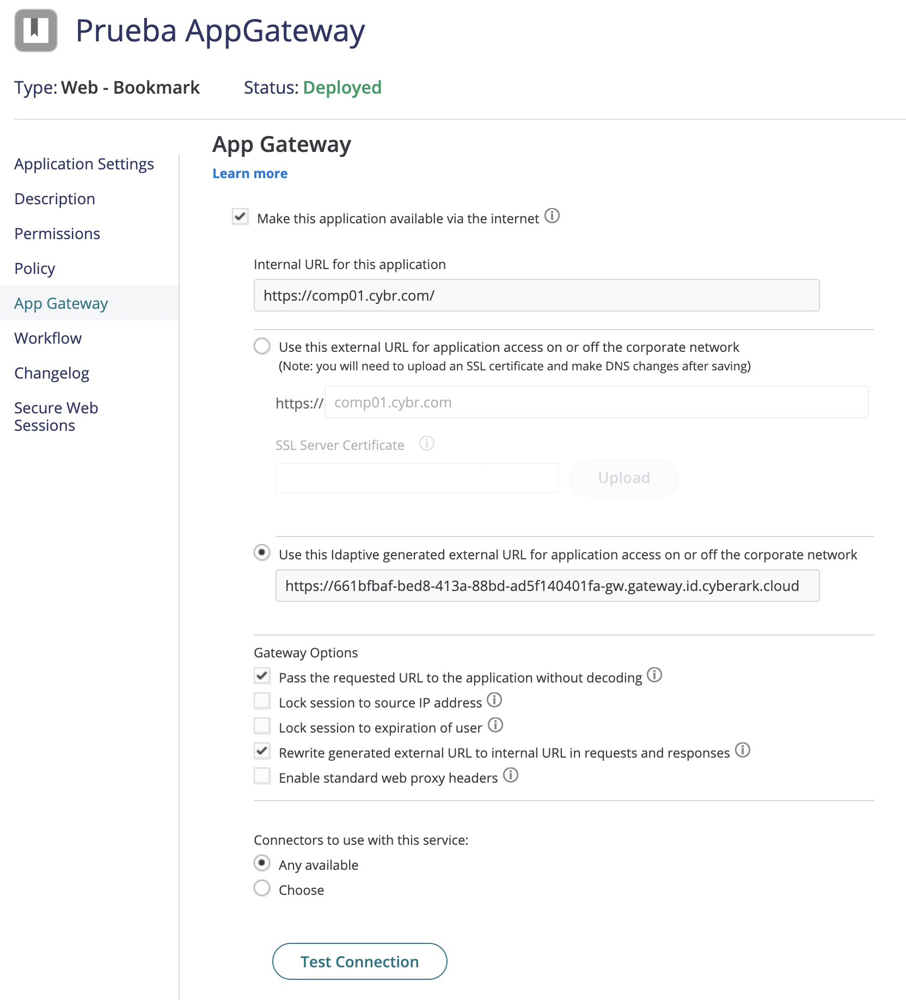 Prueba AppGateway
Type: Web - Bookmark Status: Deployed
Application Settings
Description
Permissions
Policy
App Gateway
Workflow
Changelog
Secure Web
Sessions
App Gateway
Learn more
Make this application available via the internet
Internal URL for this application
https://comp01.cybr.com/
Use this external URL for application access on or off the corporate network
(Note: you will need to upload an SSL certificate and make DNS changes after saving)
https:// comp01.cybr.com
SSL Server Certificate
Upload
Use this Idaptive generated external URL for application access on or off the corporate network
https://661bfbaf-bed8-413a-88bd-ad5f140401fa-gw.gateway.id.cyberark.cloud
Gateway Options
Pass the requested URL to the application without decoding
Lock session to source IP address
Lock session to expiration of user
Rewrite generated external URL to internal URL in requests and responses
Enable standard web proxy headers
Connectors to use with this service:
Any available
Choose
Test Connection